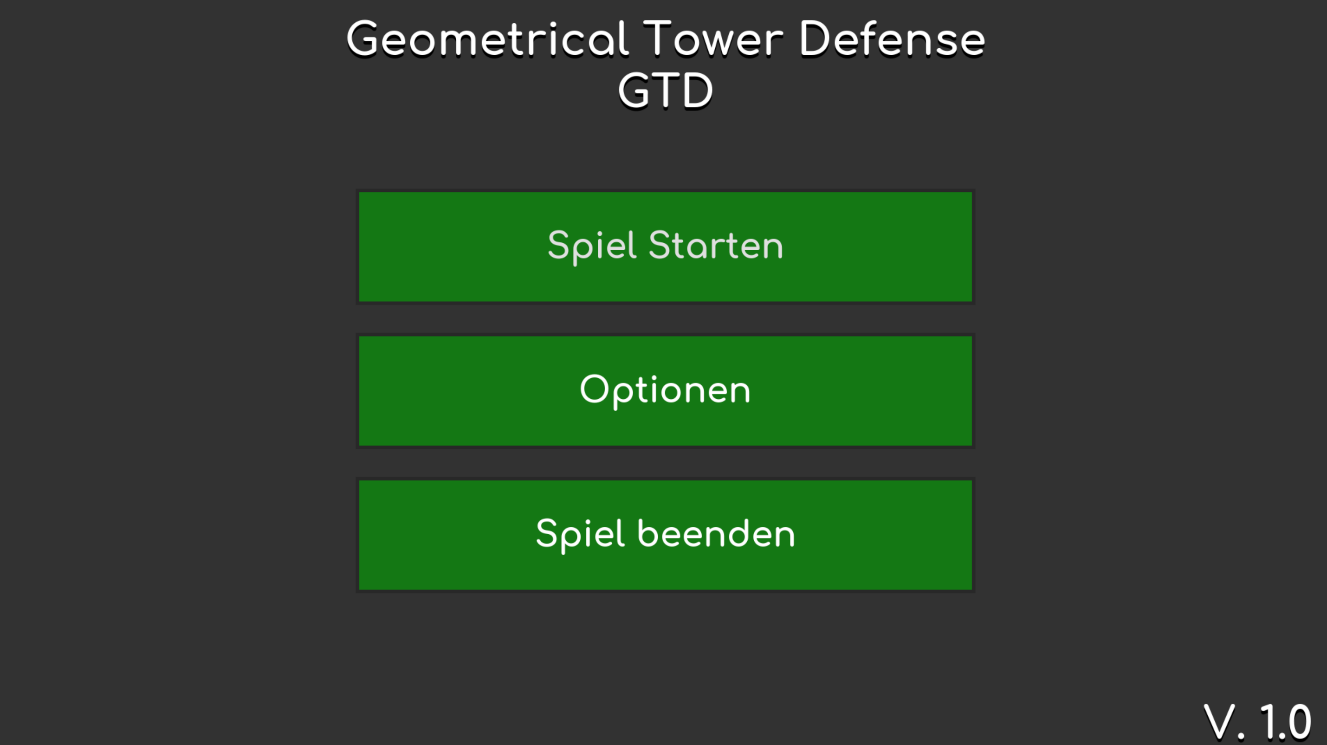 Geometrical Tower Defense
GTD
Spiel Starten
Optionen
Spiel beenden
V. 1.0